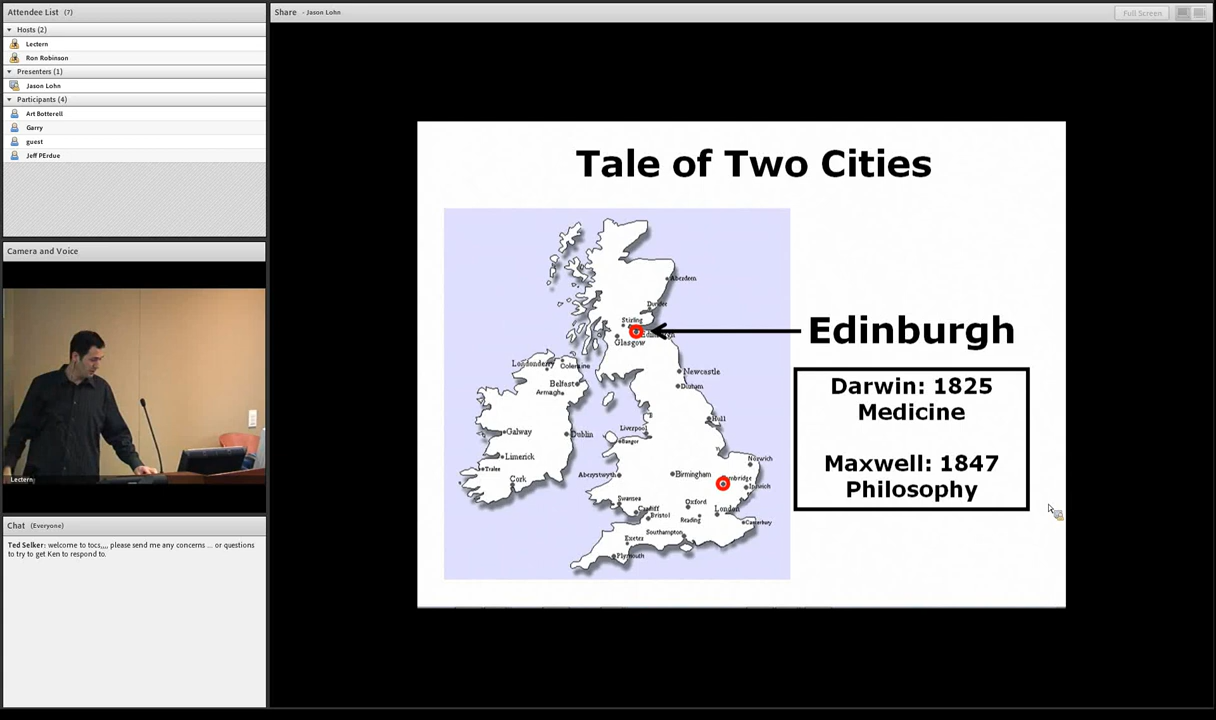 Attendee List (7)
Hosts (2)
Lectern
Ron Robinson
Presenters (1)
Jason Lohn
Participants (4)
Art Botterell
Garry
guest
Jeff PErdue
Camera and Voice
Lectern
Chat (Everyone)
Ted Selker: welcome to tocs,,,, please send me any concerns ... or questions
to try to get Ken to respond to.
Share - Jason Lohn
Full Screen
Tale of Two Cities
Aberdeen
Dundee
Stirling
Edinburgh
Glasgow
Londonderry
Coleraine
Belfast
Armagh
Newcastle
Durham
Hull
Liverpool
Bangor
Galway
Dublin
Limerick
Tralee
Cork
Aberystwyth
Birmingham
Norwich
Ipswich
Swansea
Cardiff
Bristol
Oxford
Reading
London
Canterbury
Southampton
Exeter
Plymouth
Edinburgh
Darwin: 1825
Medicine
Maxwell: 1847
Philosophy